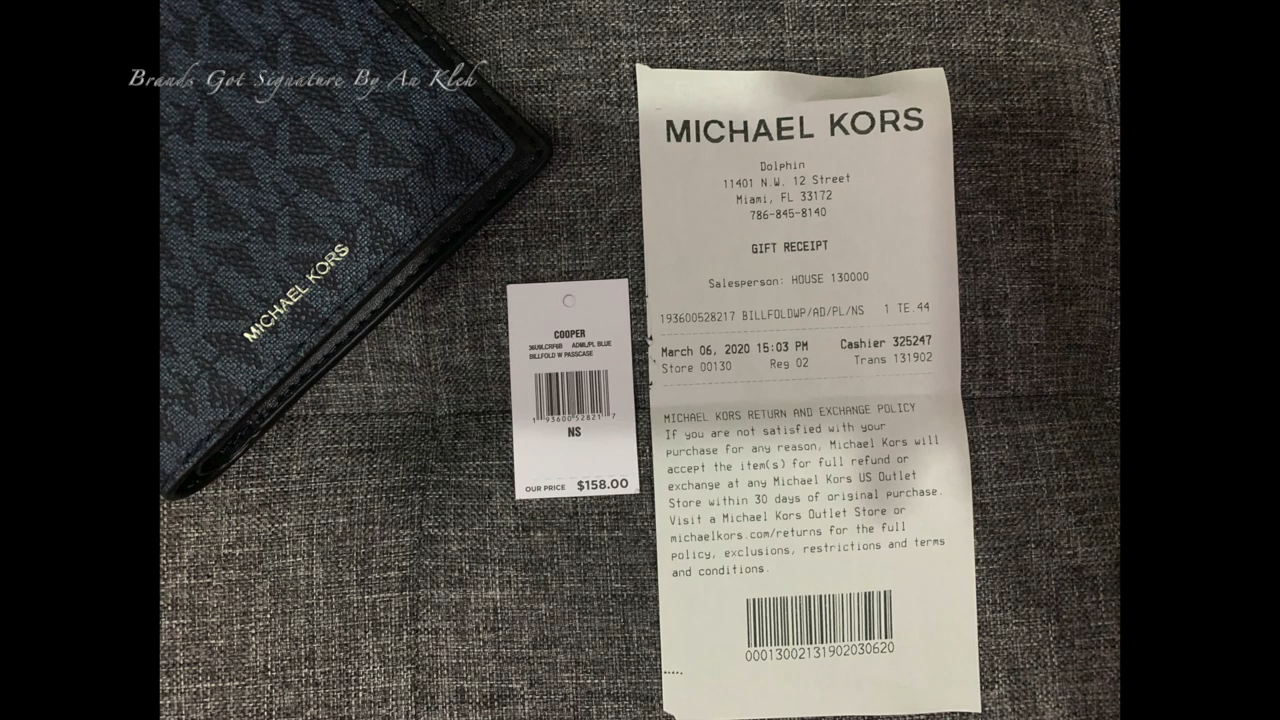 Brands Got Signature By Au Kleh
MICHAEL KORS
COOPER
36U9LCRF6B ADML/PL BLUE
BILLFOLD W PASSCASE
1 93600 52821 7
NS
OUR PRICE $158.00
MICHAEL KORS
Dolphin
11401 N.W. 12 Street
Miami, FL 33172
786-845-8140
GIFT RECEIPT
Salesperson: HOUSE 130000
193600528217 BILLFOLDWP/AD/PL/NS 1 TE.44
March 06, 2020 15:03 PM Cashier 325247
Store 00130 Reg 02 Trans 131902
MICHAEL KORS RETURN AND EXCHANGE POLICY
If you are not satisfied with your
purchase for any reason, Michael Kors will
accept the item(s) for full refund or
exchange at any Michael Kors US Outlet
Store within 30 days of original purchase.
Visit a Michael Kors Outlet Store or
michaelkors.com/returns for the full
policy, exclusions, restrictions and terms
and conditions.
00013002131902030620